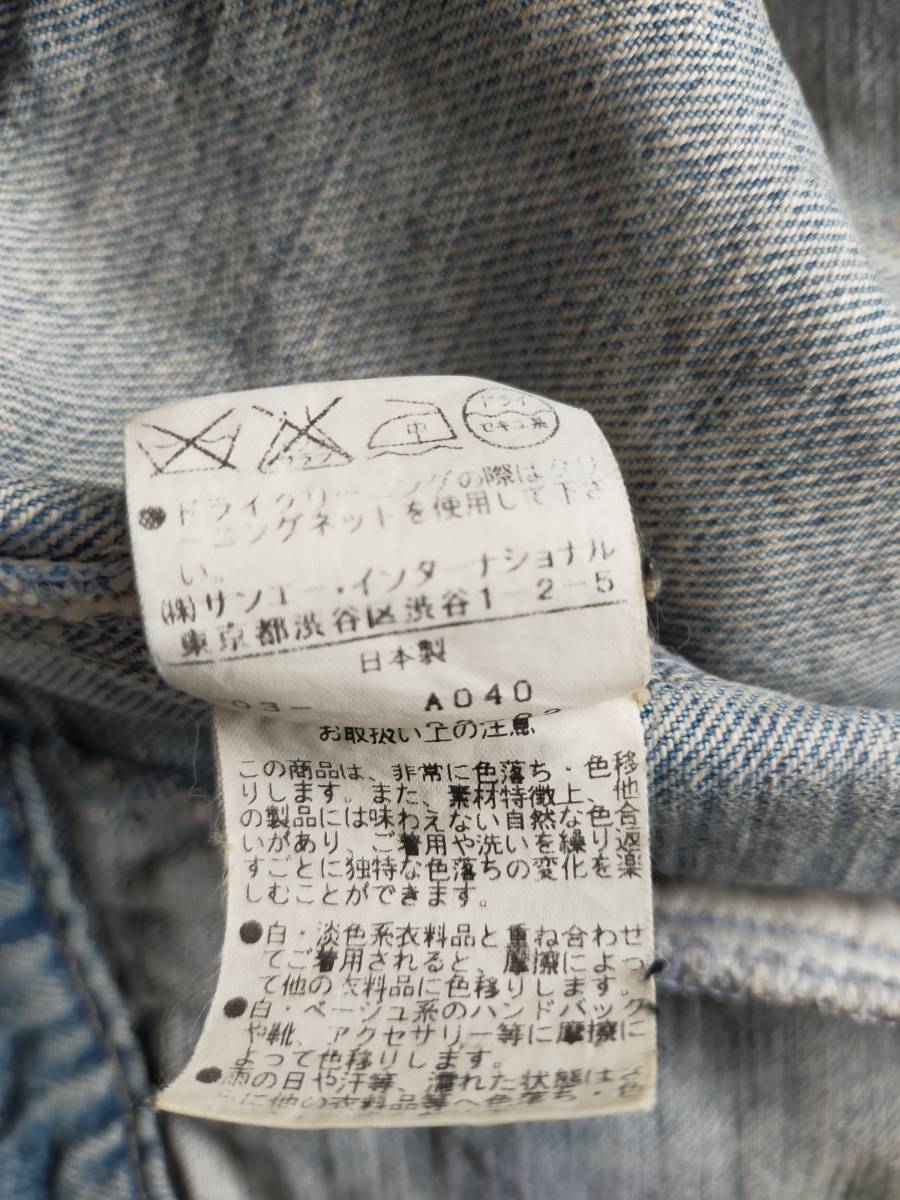 中
ドライ
セキユ系
●ドライクリーニングの際はクリ
ーニングネットを使用して下さ
い。
(株)サンエー・インターナショナル
東京都渋谷区渋谷1-2-5
日本製
03- A040
お取扱い上の注意。
この商品は、非常に色落ち・色移
りします。また、素材特徴上、他
の製品には味わえない自然な色合
いがあり、ご着用や洗いを繰り返
すごとに独特な色落ちの変化を楽
しむことができます。
●白・淡色系衣料品と重ね合わせ
てご着用されると、摩擦によっ
て他の衣料品に色移りします。
●白・ベージュ系のハンドバック
や靴、アクセサリー等に摩擦に
よって色移りします。
●雨の日や汗等、濡れた状態はさ
らに他の衣料品等へ色落ち・色